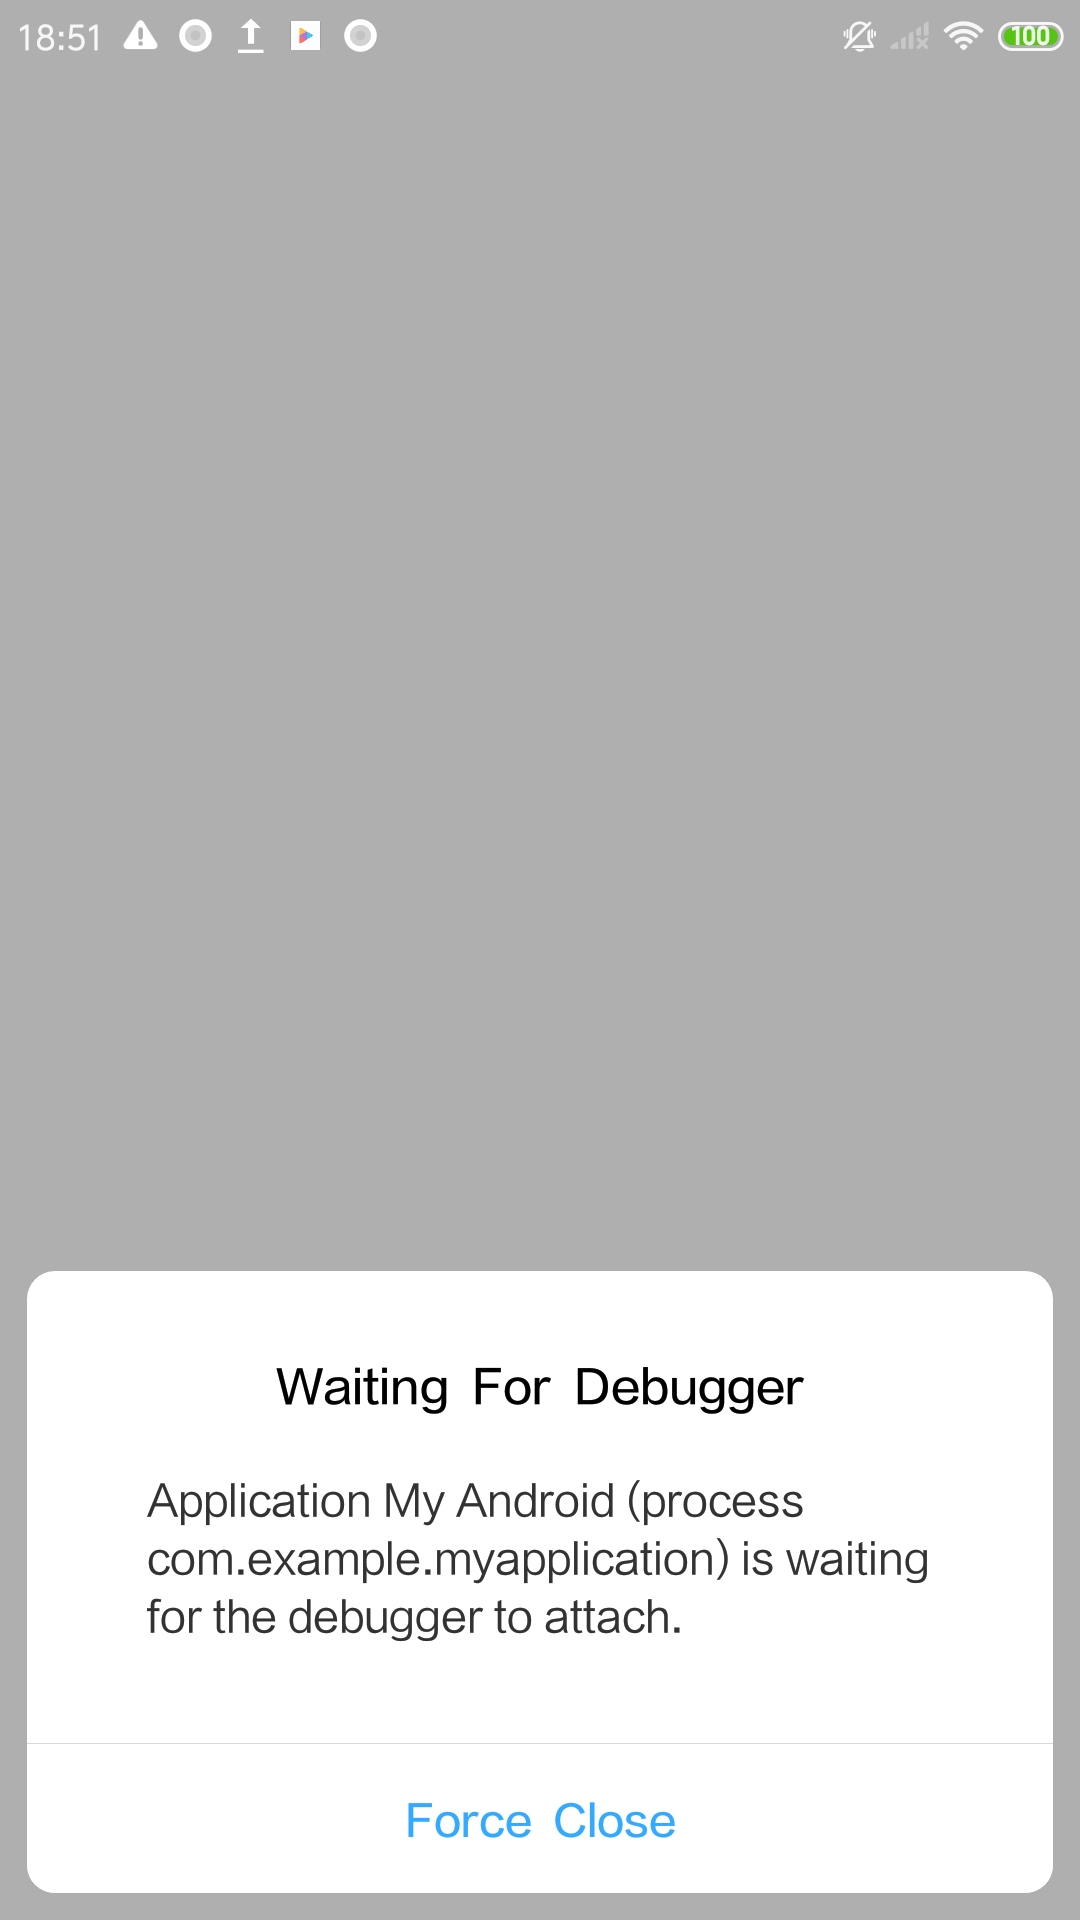 18:51
100
Waiting For Debugger
Application My Android (process
com.example.myapplication) is waiting
for the debugger to attach.
Force Close